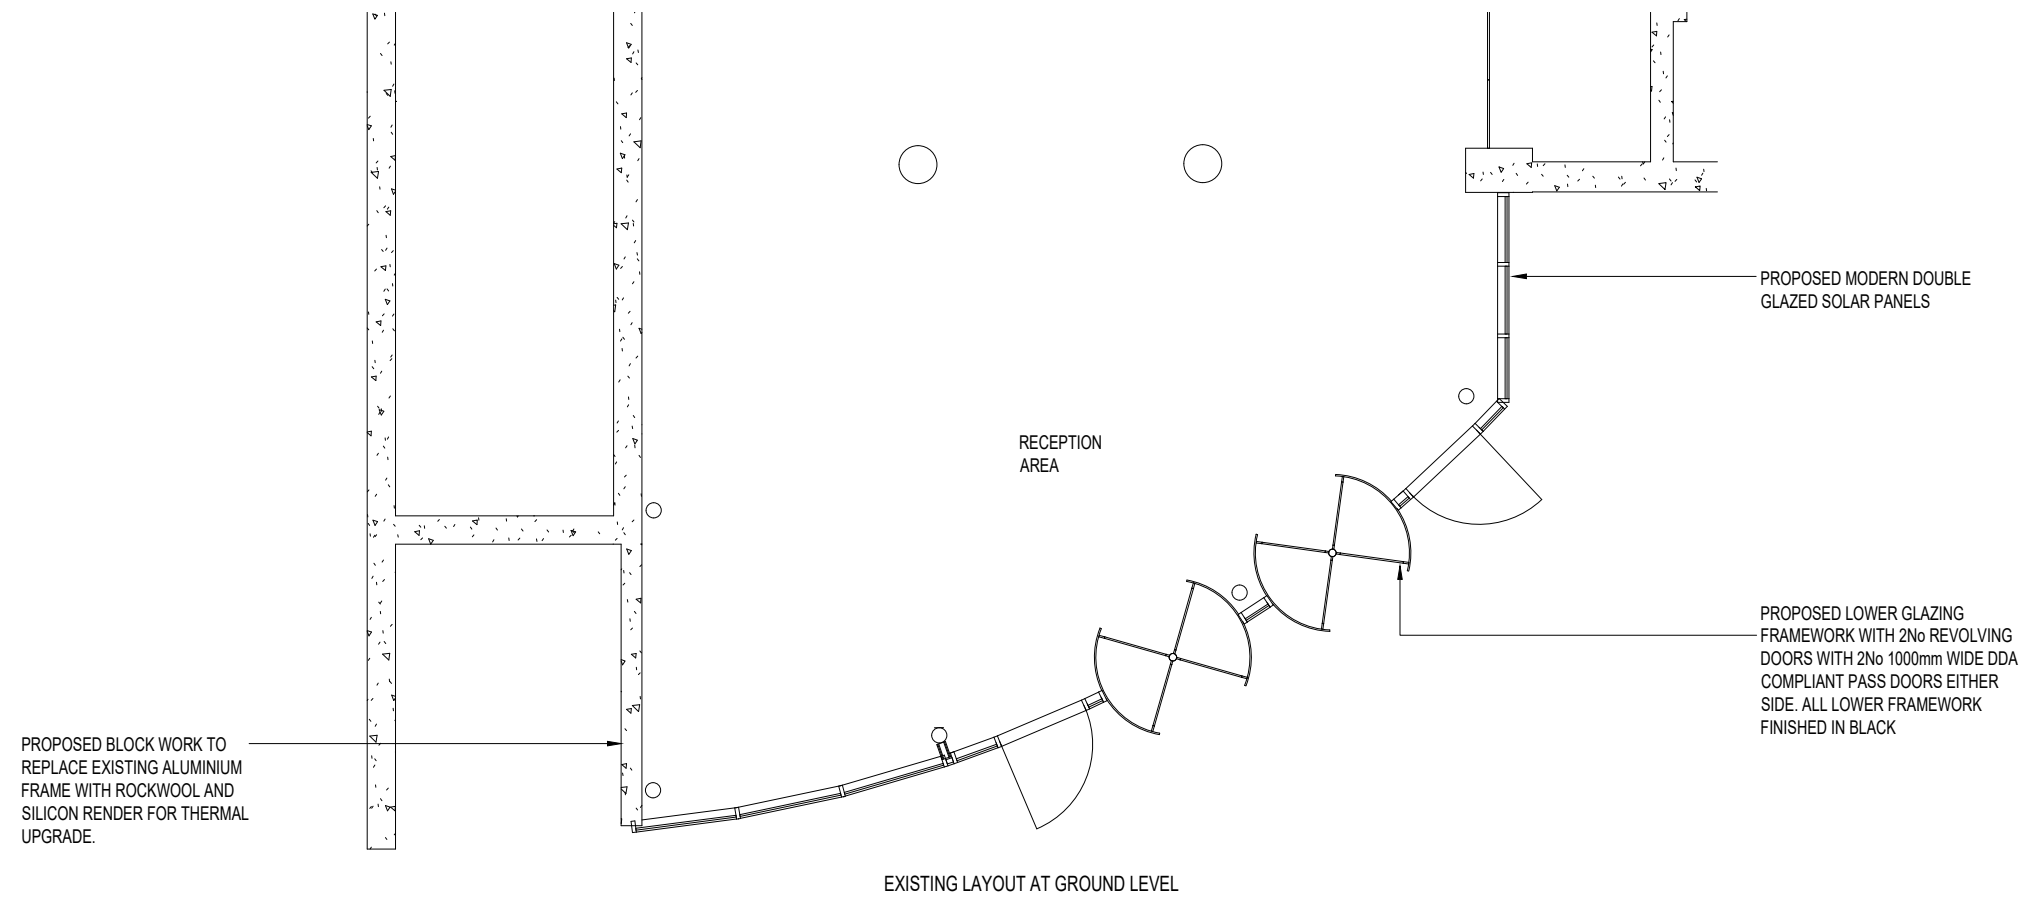 PROPOSED MODERN DOUBLE
GLAZED SOLAR PANELS
RECEPTION
AREA
PROPOSED LOWER GLAZING
FRAMEWORK WITH 2No REVOLVING
DOORS WITH 2No 1000mm WIDE DDA
COMPLIANT PASS DOORS EITHER
SIDE. ALL LOWER FRAMEWORK
FINISHED IN BLACK
PROPOSED BLOCK WORK TO
REPLACE EXISTING ALUMINIUM
FRAME WITH ROCKWOOL AND
SILICON RENDER FOR THERMAL
UPGRADE.
EXISTING LAYOUT AT GROUND LEVEL